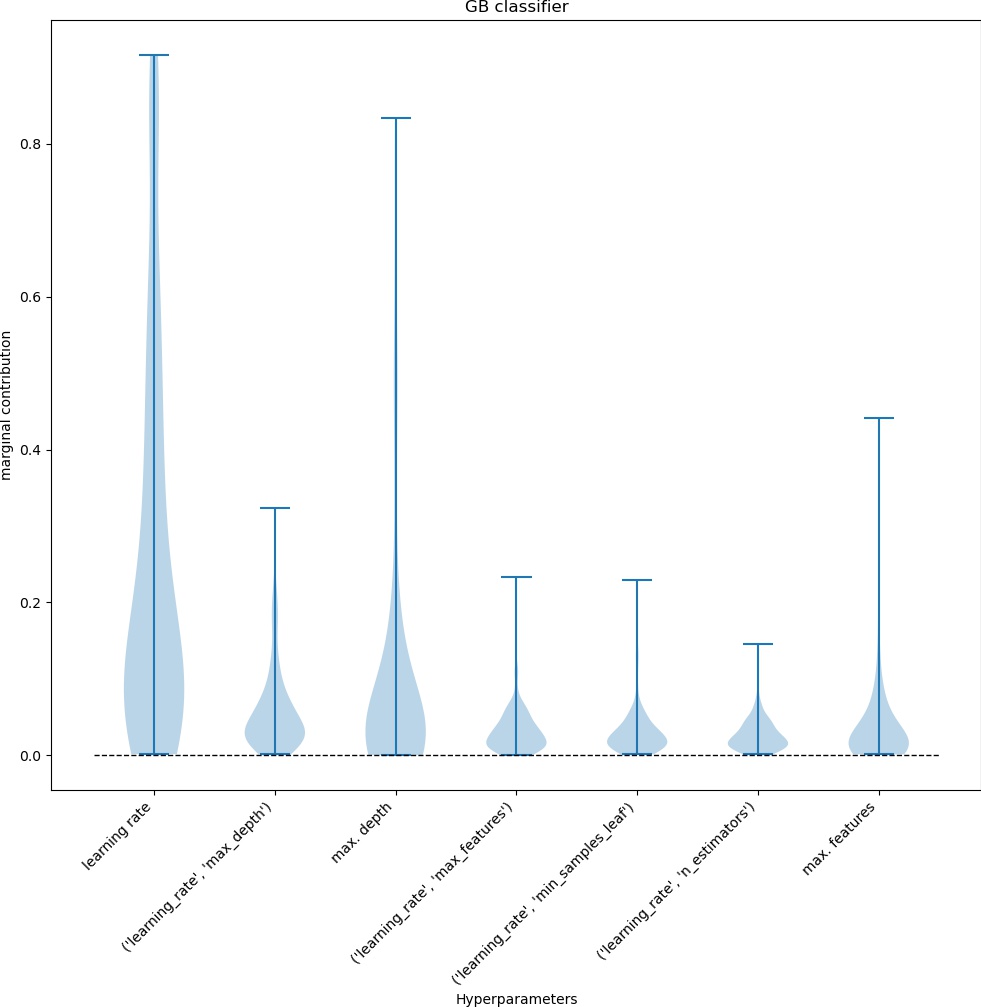 GB classifier
marginal contribution
0.8
0.6
0.4
0.2
0.0
learning rate
('learning_rate', 'max_depth')
max. depth
('learning_rate', 'max_features')
('learning_rate', 'min_samples_leaf')
('learning_rate', 'n_estimators')
max. features
Hyperparameters